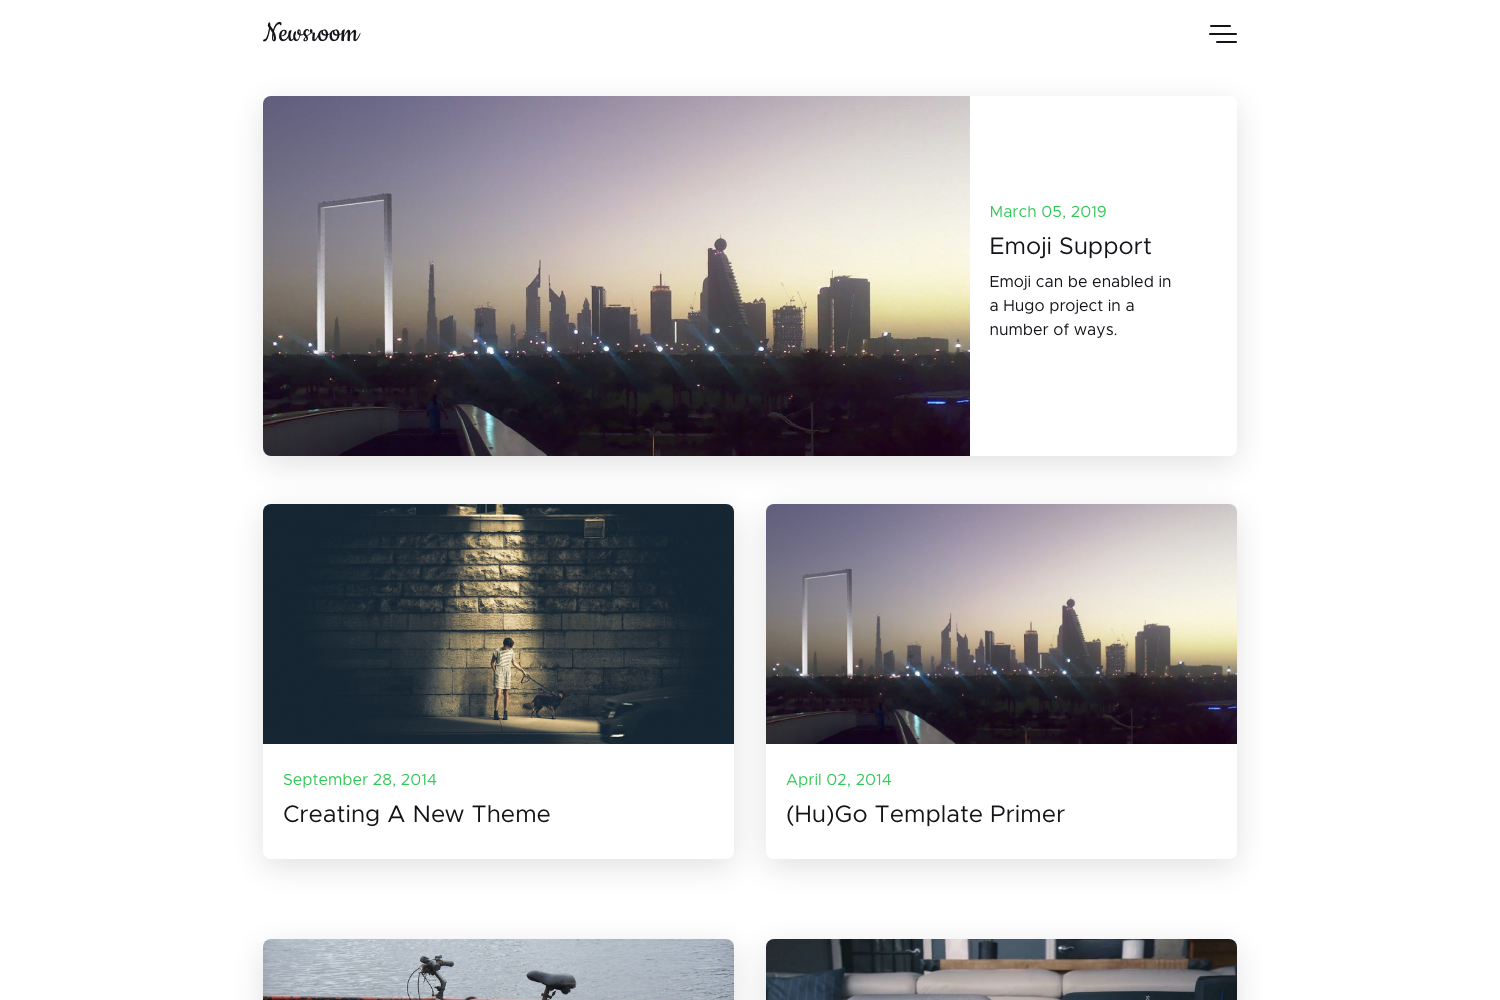 Newsroom
March 05, 2019
Emoji Support
Emoji can be enabled in
a Hugo project in a
number of ways.
September 28, 2014
Creating A New Theme
April 02, 2014
(Hu)Go Template Primer